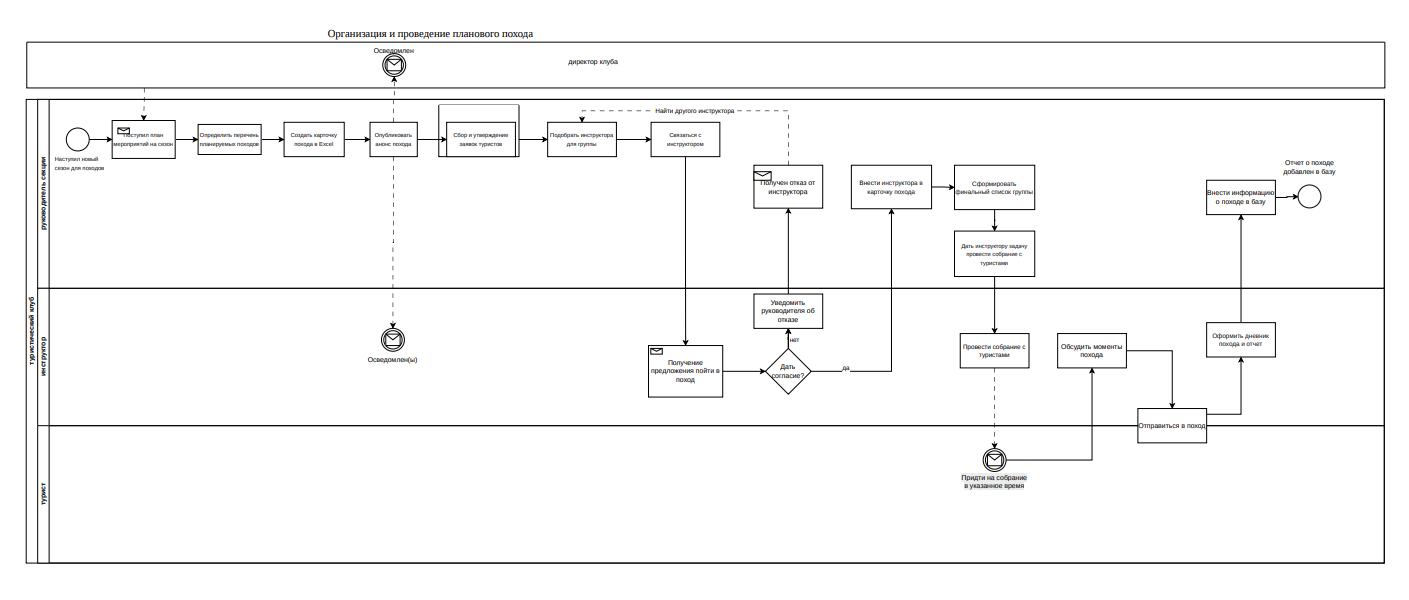 Организация и проведение планового похода
Осведомлен
директор клуба
туристический клуб
руководитель секции
Наступил новый
сезон для походов
Поступил план
мероприятий на сезон
Определить перечень
планируемых походов
Создать карточку
похода в Excel
Опубликовать
анонс похода
Сбор и утверждение
заявок туристов
Подобрать инструктора
для группы
Найти другого инструктора
Связаться с
инструктором
Получен отказ от
инструктора
Внести инструктора в
карточку похода
Сформировать
финальный список группы
Дать инструктору задачу
провести собрание с
туристами
Внести информацию
о походе в базу
Отчет о походе
добавлен в базу
инструктор
Осведомлен(ы)
Получение
предложения пойти в
поход
Дать
согласие?
нет
да
Уведомить
руководителя об
отказе
Провести собрание с
туристами
Обсудить моменты
похода
Отправиться в поход
Оформить дневник
похода и отчет
турист
Придти на собрание
в указанное время